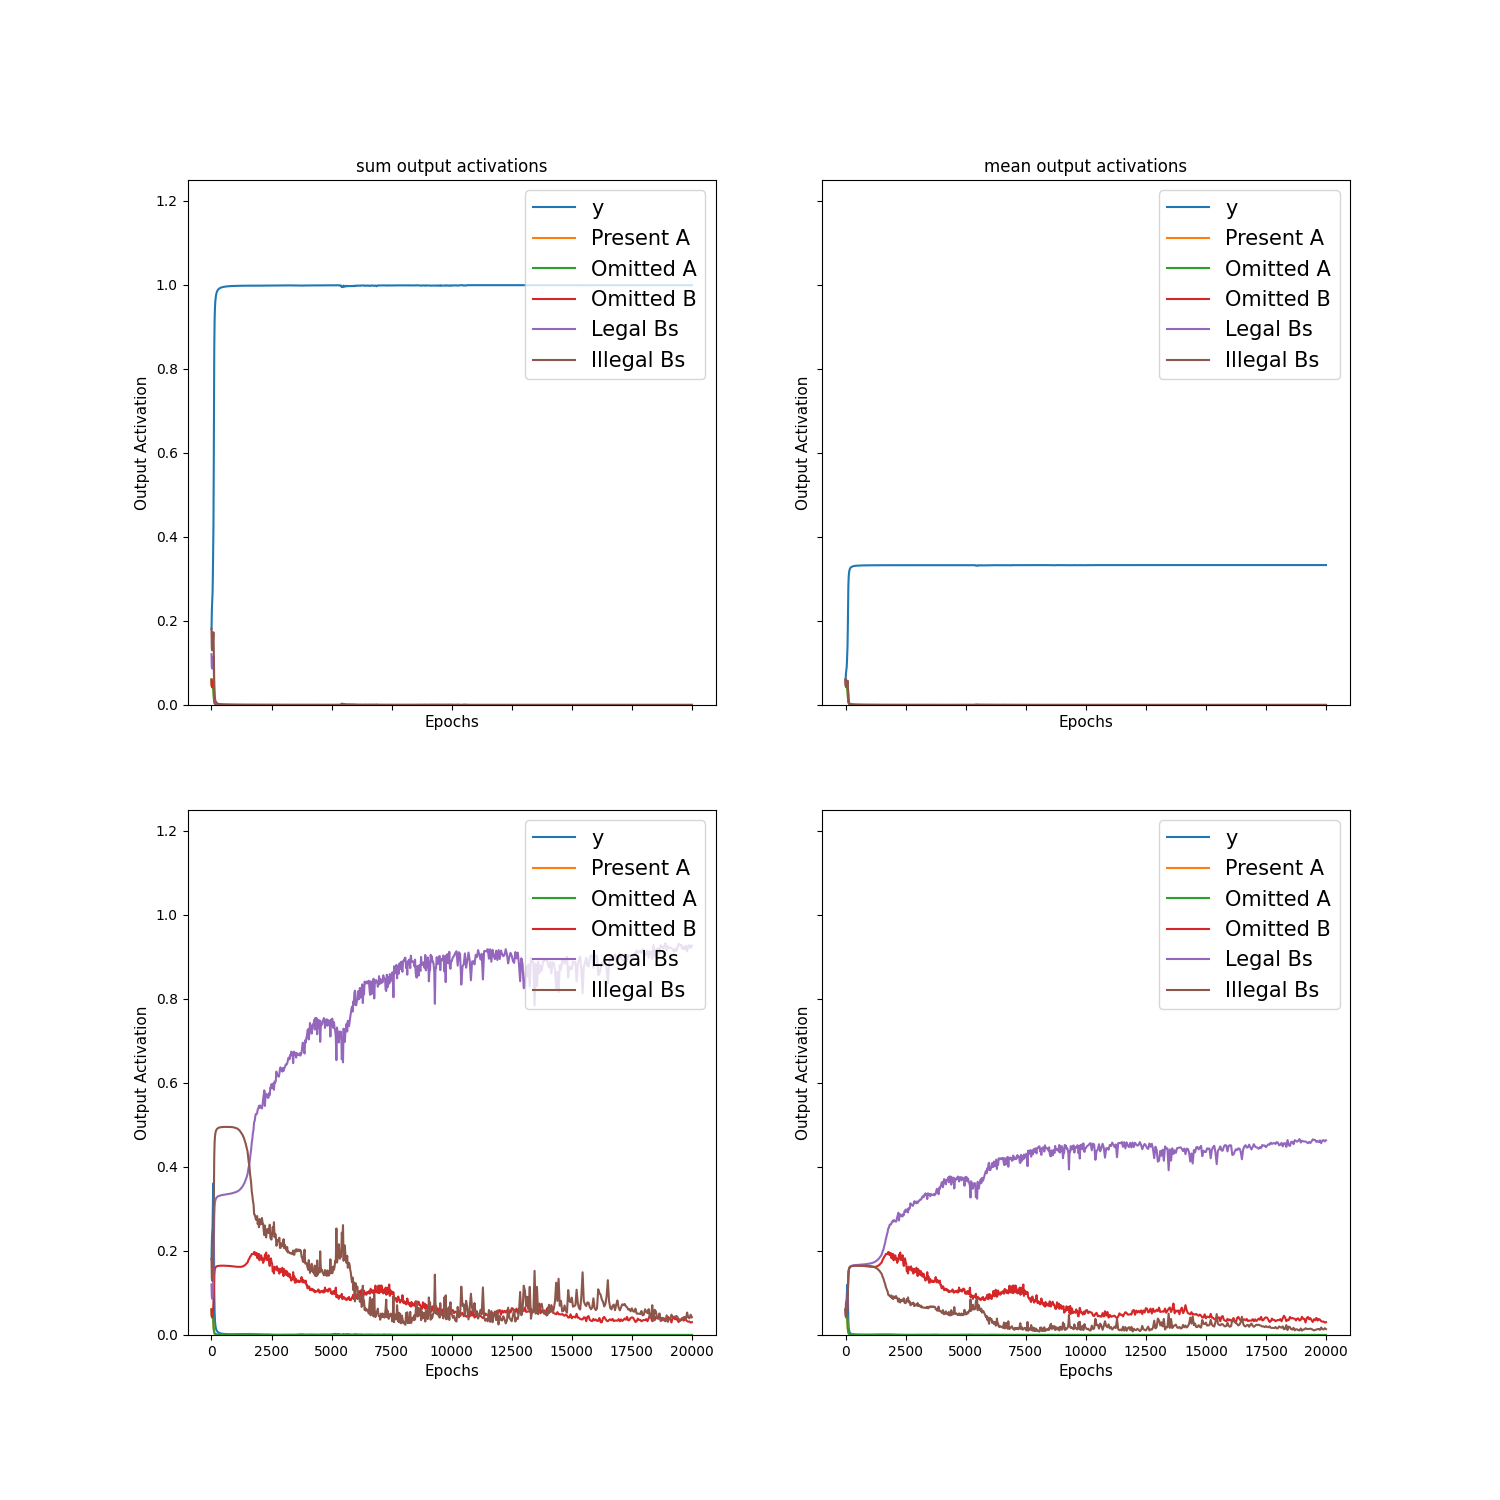 sum output activations
mean output activations
1.2
1.0
0.8
0.6
0.4
0.2
0.0
Output Activation
y
Present A
Omitted A
Omitted B
Legal Bs
Illegal Bs
Epochs
Output Activation
y
Present A
Omitted A
Omitted B
Legal Bs
Illegal Bs
Epochs
1.2
1.0
0.8
0.6
0.4
0.2
0.0
Output Activation
y
Present A
Omitted A
Omitted B
Legal Bs
Illegal Bs
0 2500 5000 7500 10000 12500 15000 17500 20000
Epochs
Output Activation
y
Present A
Omitted A
Omitted B
Legal Bs
Illegal Bs
0 2500 5000 7500 10000 12500 15000 17500 20000
Epochs